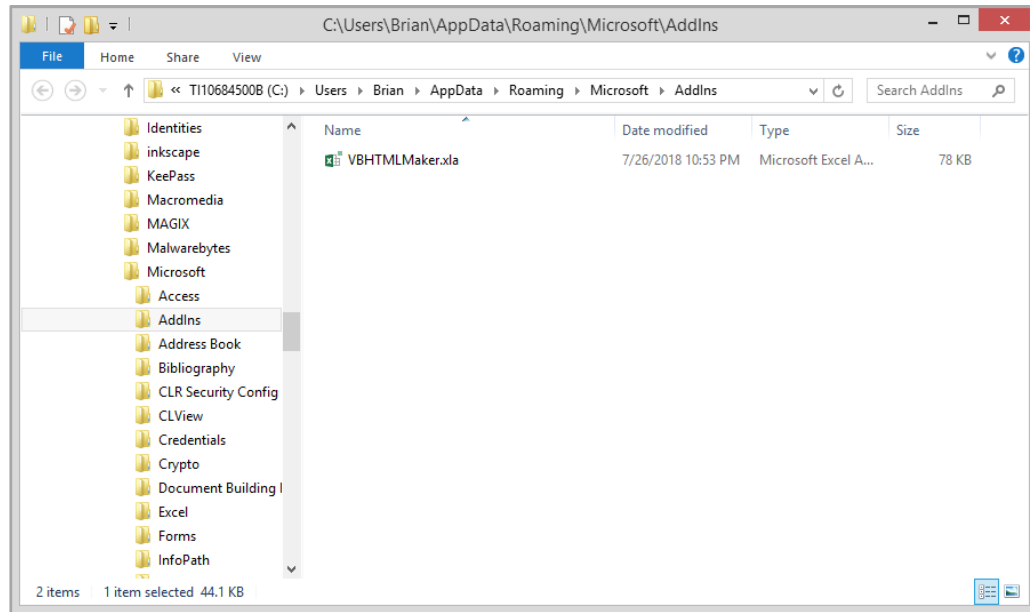 C:\Users\Brian\AppData\Roaming\Microsoft\AddIns
File Home Share View
« TI10684500B (C:) Users Brian AppData Roaming Microsoft AddIns Search AddIns
Name Date modified Type Size
VBHTMLMaker.xla 7/26/2018 10:53 PM Microsoft Excel A... 78 KB
Identities
inkscape
KeePass
Macromedia
MAGIX
Malwarebytes
Microsoft
Access
AddIns
Address Book
Bibliography
CLR Security Config
CLView
Credentials
Crypto
Document Building
Excel
Forms
InfoPath
2 items 1 item selected 44.1 KB